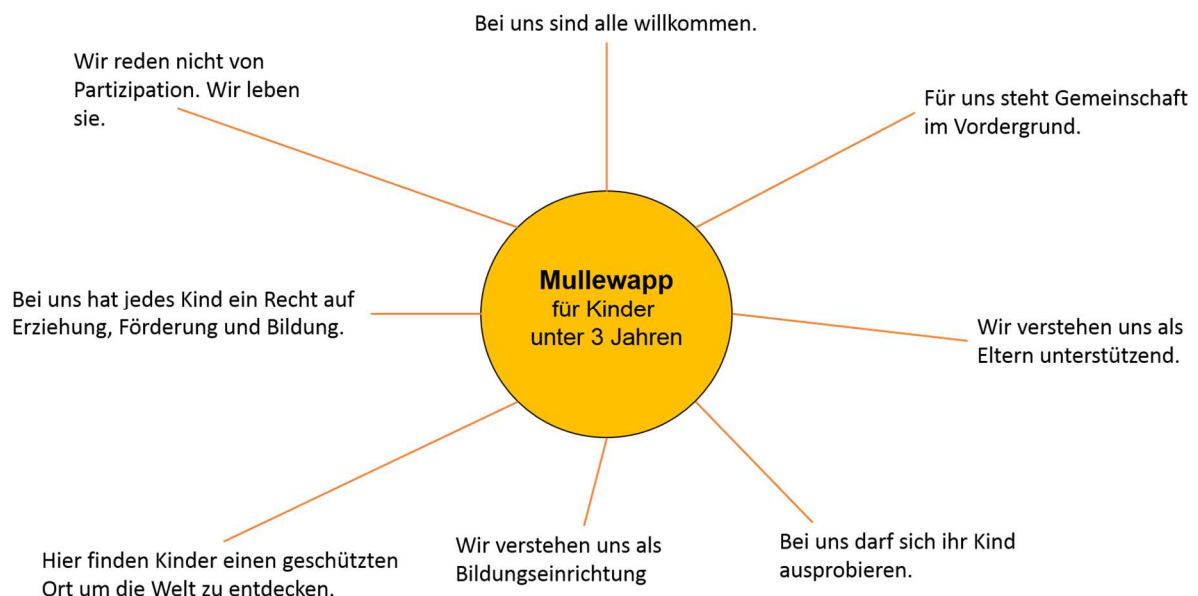 Bei uns sind alle willkommen.
Wir reden nicht von
Partizipation. Wir leben
sie.
Für uns steht Gemeinschaft
im Vordergrund.
Mullewapp
für Kinder
unter 3 Jahren
Bei uns hat jedes Kind ein Recht auf
Erziehung, Förderung und Bildung.
Wir verstehen uns als
Eltern unterstützend.
Hier finden Kinder einen geschützten
Ort um die Welt zu entdecken.
Wir verstehen uns als
Bildungseinrichtung
Bei uns darf sich ihr Kind
ausprobieren.